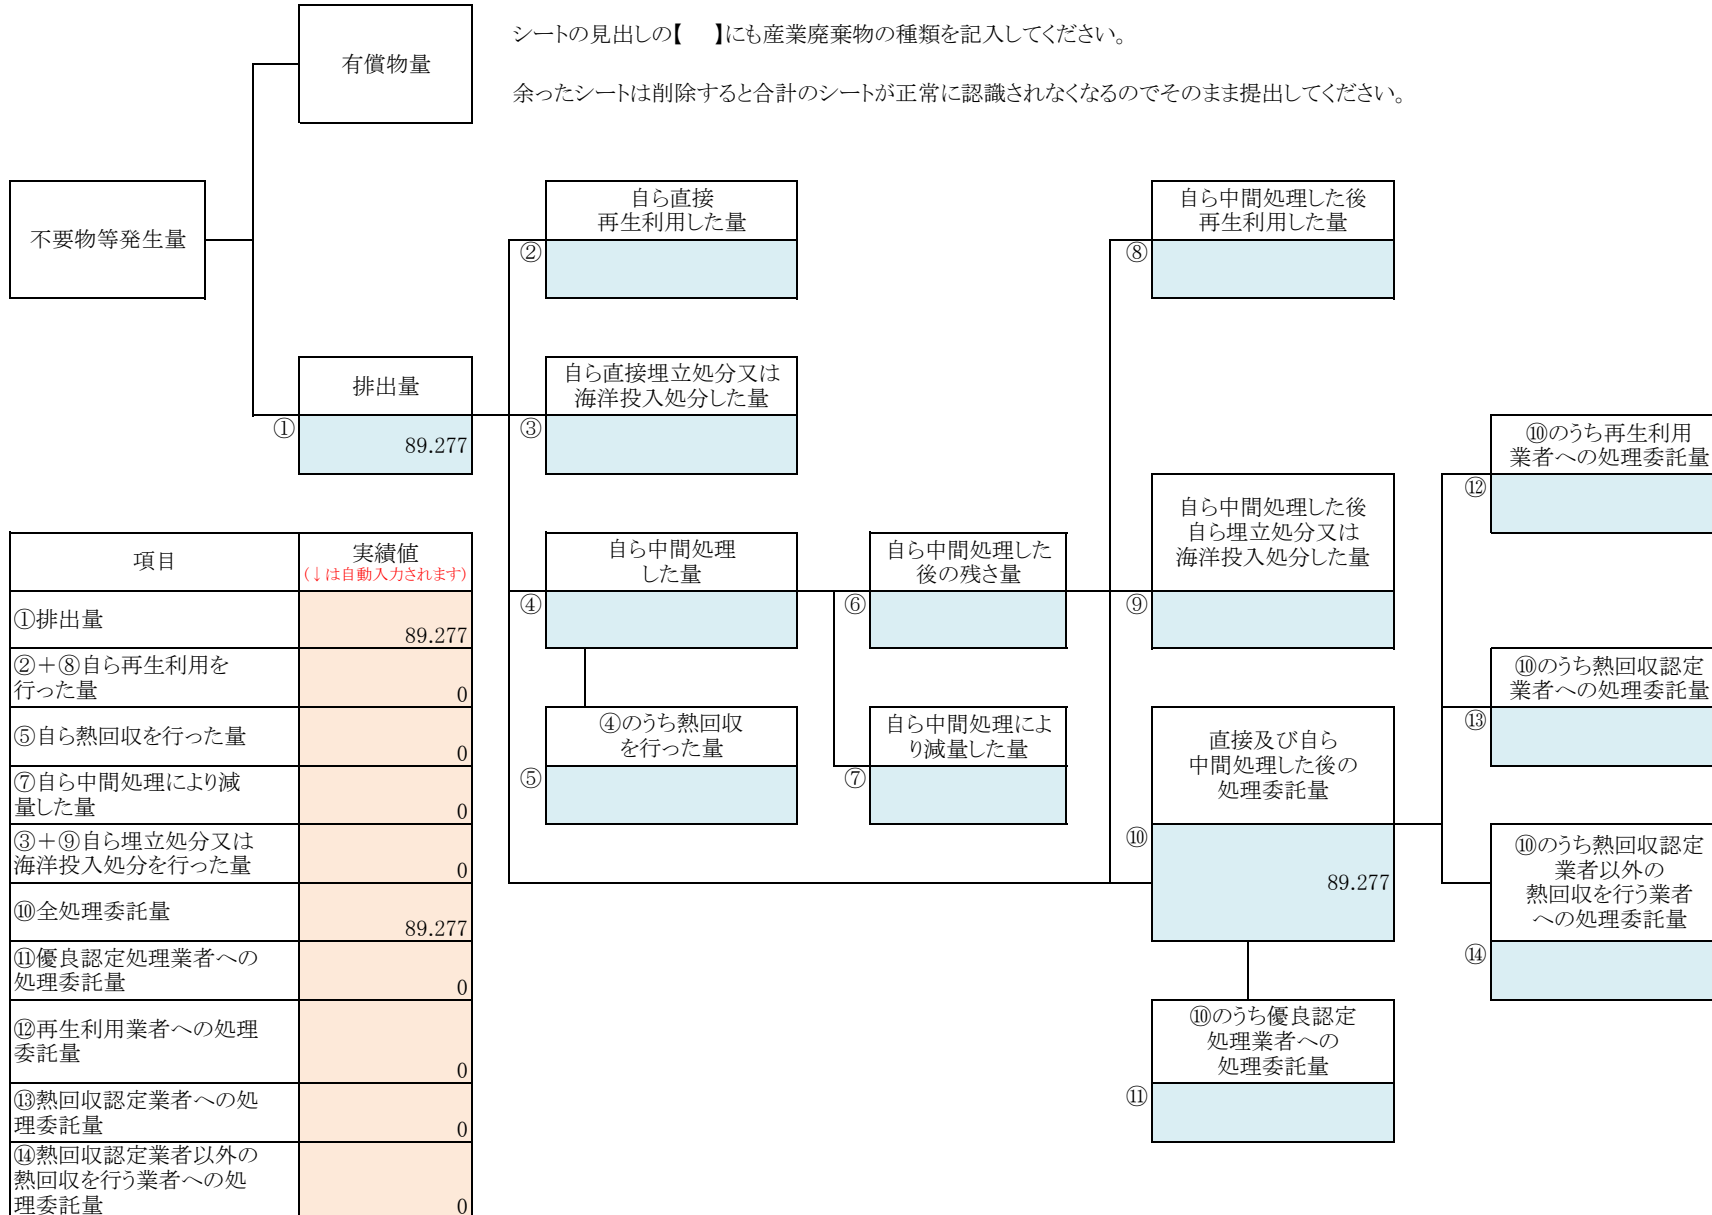 シートの見出しの【　】にも産業廃棄物の種類を記入してください。
有償物量
余ったシートは削除すると合計のシートが正常に認識されなくなるのでそのまま提出してください。
不要物等発生量
自ら直接
再生利用した量
②
自ら中間処理した後
再生利用した量
⑧
排出量
①
89.277
自ら直接埋立処分又は
海洋投入処分した量
③
⑩のうち再生利用
業者への処理委託量
⑫
自ら中間処理した後
自ら埋立処分又は
海洋投入処分した量
⑨
自ら中間処理
した量
④
自ら中間処理した
後の残さ量
⑥
⑩のうち熱回収認定
業者への処理委託量
⑬
④のうち熱回収
を行った量
⑤
自ら中間処理によ
り減量した量
⑦
直接及び自ら
中間処理した後の
処理委託量
⑩
89.277
⑩のうち熱回収認定
業者以外の
熱回収を行う業者
への処理委託量
⑭
⑩のうち優良認定
処理業者への
処理委託量
⑪
項目
実績値
(↓は自動入力されます)
①排出量
89.277
②＋⑧自ら再生利用を
行った量
0
⑤自ら熱回収を行った量
0
⑦自ら中間処理により減
量した量
0
③＋⑨自ら埋立処分又は
海洋投入処分を行った量
0
⑩全処理委託量
89.277
⑪優良認定処理業者への
処理委託量
0
⑫再生利用業者への処理
委託量
0
⑬熱回収認定業者への処
理委託量
0
⑭熱回収認定業者以外の
熱回収を行う業者への処
理委託量
0